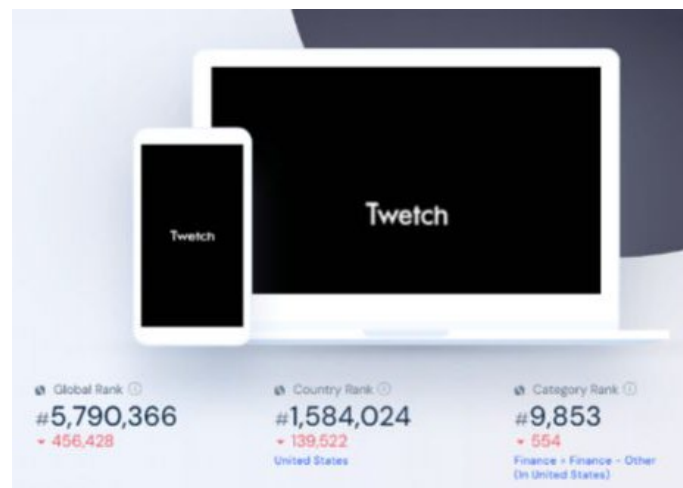 Twetch
Twetch
Global Rank
#5,790,366
456,428
Country Rank
#1,584,024
139,522
United States
Category Rank
#9,853
554
Finance > Finance - Other
(In United States)